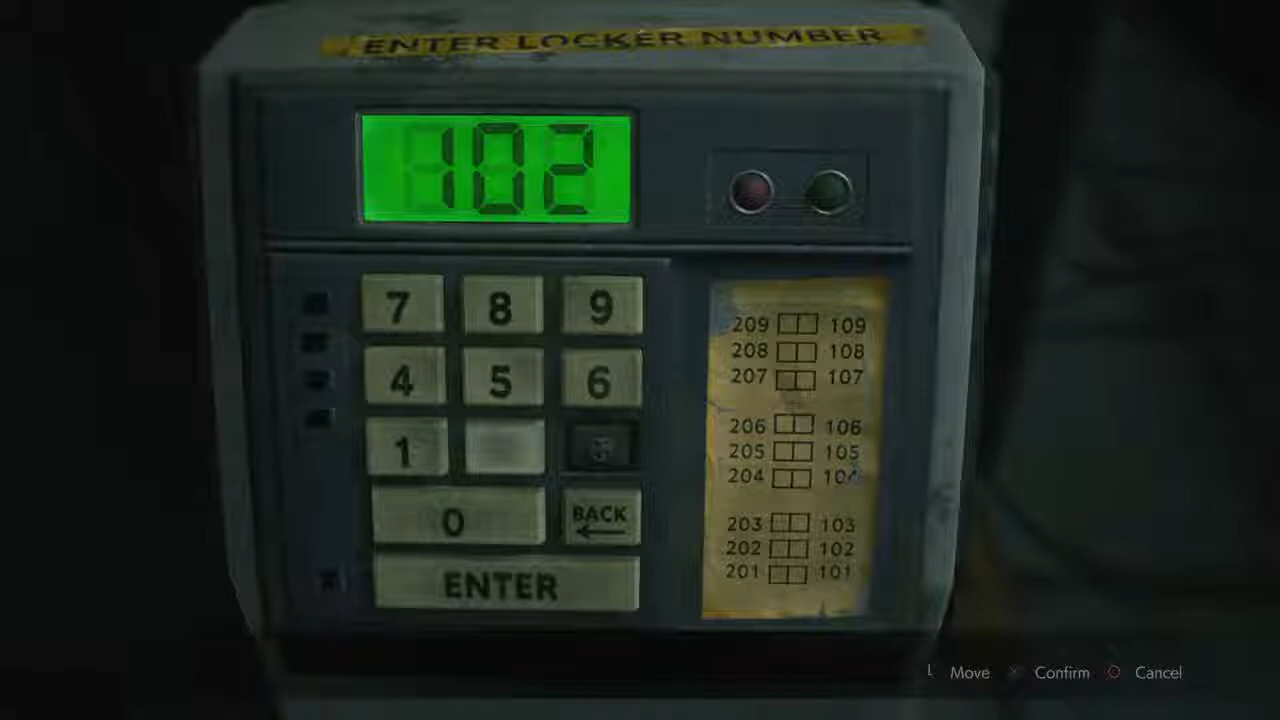 ENTER LOCKER NUMBER
102
7 8 9
4 5 6
1
0 BACK
ENTER
209 109
208 108
207 107
206 106
205 105
204 104
203 103
202 102
201 101
L Move Confirm Cancel